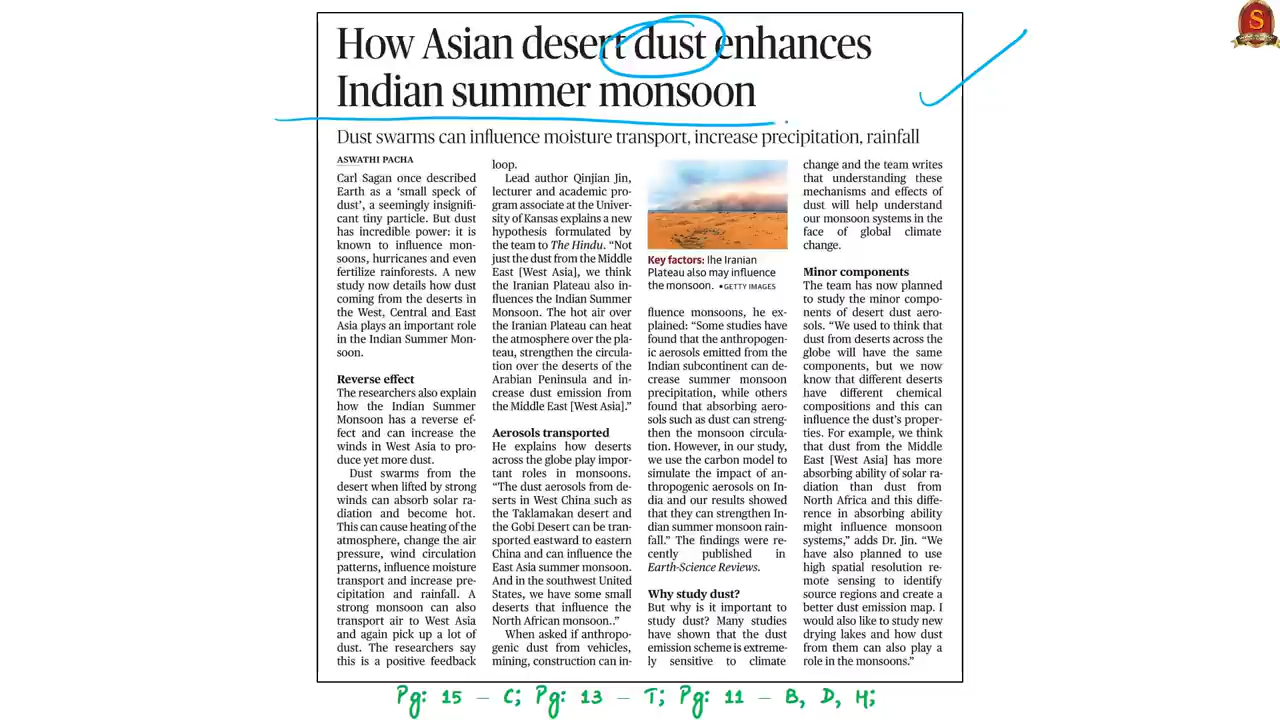 How Asian desert dust enhances
Indian summer monsoon
Dust swarms can influence moisture transport, increase precipitation, rainfall
ASWATHI PACHA
Carl Sagan once described
Earth as a ‘small speck of
dust’, a seemingly insignifi-
cant tiny particle. But dust
has incredible power: it is
known to influence mon-
soons, hurricanes and even
fertilize rainforests. A new
study now details how dust
coming from the deserts in
the West, Central and East
Asia plays an important role
in the Indian Summer Mon-
soon.
Reverse effect
The researchers also explain
how the Indian Summer
Monsoon has a reverse ef-
fect and can increase the
winds in West Asia to pro-
duce yet more dust.
Dust swarms from the
desert when lifted by strong
winds can absorb solar ra-
diation and become hot.
This can cause heating of the
atmosphere, change the air
pressure, wind circulation
patterns, influence moisture
transport and increase pre-
cipitation and rainfall. A
strong monsoon can also
transport air to West Asia
and again pick up a lot of
dust. The researchers say
this is a positive feedback
loop.
Lead author Qinjian Jin,
lecturer and academic pro-
gram associate at the Univer-
sity of Kansas explains a new
hypothesis formulated by
the team to The Hindu. “Not
just the dust from the Middle
East [West Asia], we think
the Iranian Plateau also in-
fluences the Indian Summer
Monsoon. The hot air over
the Iranian Plateau can heat
the atmosphere over the pla-
teau, strengthen the circula-
tion over the deserts of the
Arabian Peninsula and in-
crease dust emission from
the Middle East [West Asia].”
Aerosols transported
He explains how deserts
across the globe play impor-
tant roles in monsoons.
“The dust aerosols from de-
serts in West China such as
the Taklamakan desert and
the Gobi Desert can be tran-
sported eastward to eastern
China and can influence the
East Asia summer monsoon.
And in the southwest United
States, we have some small
deserts that influence the
North African monsoon..”
When asked if anthropo-
genic dust from vehicles,
mining, construction can in-
Key factors: The Iranian
Plateau also may influence
the monsoon. •GETTY IMAGES
fluence monsoons, he ex-
plained: “Some studies have
found that the anthropogen-
ic aerosols emitted from the
Indian subcontinent can de-
crease summer monsoon
precipitation, while others
found that absorbing aero-
sols such as dust can streng-
then the monsoon circula-
tion. However, in our study,
we use the carbon model to
simulate the impact of an-
thropogenic aerosols on In-
dia and our results showed
that they can strengthen In-
dian summer monsoon rain-
fall.” The findings were re-
cently published in
Earth-Science Reviews.
Why study dust?
But why is it important to
study dust? Many studies
have shown that the dust
emission scheme is extreme-
ly sensitive to climate
change and the team writes
that understanding these
mechanisms and effects of
dust will help understand
our monsoon systems in the
face of global climate
change.
Minor components
The team has now planned
to study the minor compo-
nents of desert dust aero-
sols. “We used to think that
dust from deserts across the
globe will have the same
components, but we now
know that different deserts
have different chemical
compositions and this can
influence the dust’s proper-
ties. For example, we think
that dust from the Middle
East [West Asia] has more
absorbing ability of solar ra-
diation than dust from
North Africa and this diffe-
rence in absorbing ability
might influence monsoon
systems,” adds Dr. Jin. “We
have also planned to use
high spatial resolution re-
mote sensing to identify
source regions and create a
better dust emission map. I
would also like to study new
drying lakes and how dust
from them can also play a
role in the monsoons.”
Pg: 15 – C; Pg: 13 – T; Pg: 11 – B, D, H;
S